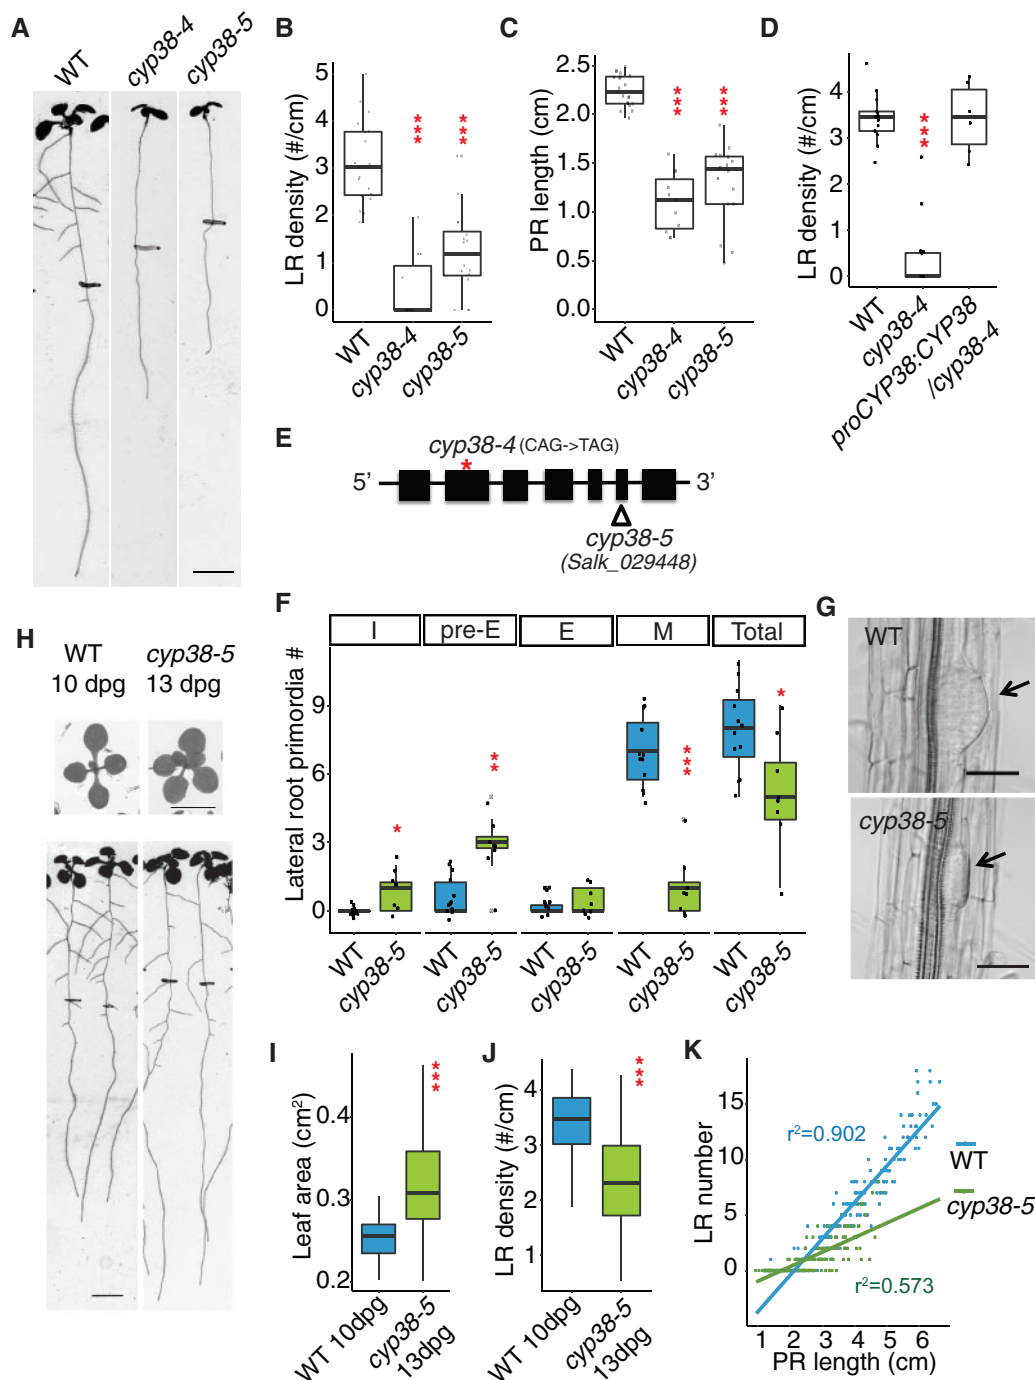 A
WT
cyp38-4
cyp38-5
B
LR density (#/cm)
5
4
3
2
1
0
***
***
WT
cyp38-4
cyp38-5
C
PR length (cm)
2.5
2.0
1.5
1.0
0.5
0.0
***
***
WT
cyp38-4
cyp38-5
D
LR density (#/cm)
4
3
2
1
0
***
WT
cyp38-4
proCYP38:CYP38
/cyp38-4
E
cyp38-4 (CAG->TAG)
*
5’
3’
cyp38-5
(Salk_029448)
F
I
pre-E
E
M
Total
Lateral root primordia #
9
6
3
0
*
**
***
*
WT
cyp38-5
WT
cyp38-5
WT
cyp38-5
WT
cyp38-5
WT
cyp38-5
G
WT
cyp38-5
H
WT
10 dpg
cyp38-5
13 dpg
I
Leaf area (cm²)
0.4
0.3
0.2
***
WT 10dpg
cyp38-5
13dpg
J
LR density (#/cm)
4
3
2
1
***
WT 10dpg
cyp38-5
13dpg
K
LR number
15
10
5
0
r²=0.902
r²=0.573
WT
cyp38-5
1 2 3 4 5 6
PR length (cm)